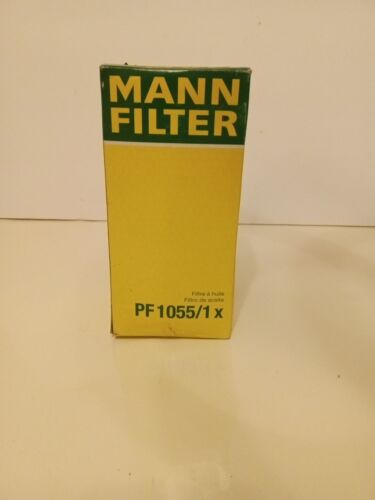 MANN
FILTER
Filtre à huile
Filtro de aceite
PF 1055/1 x